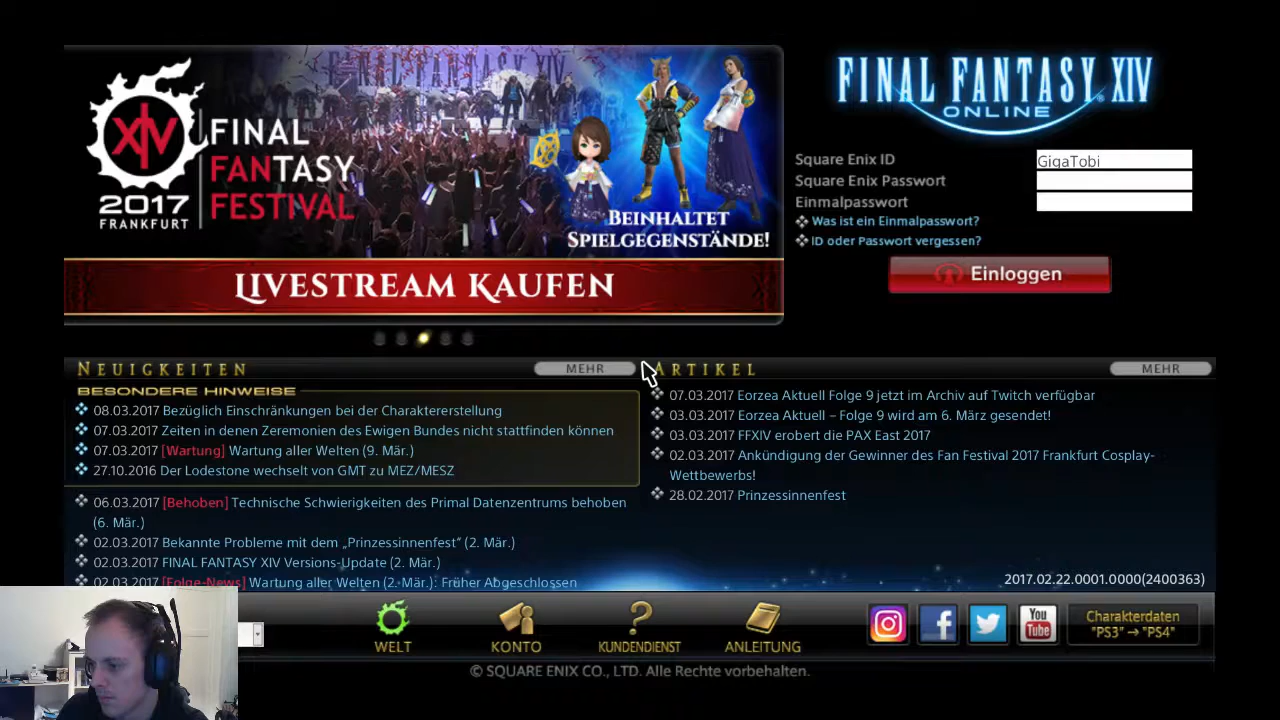 FINAL FANTASY XIV
XIV
FINAL
FANTASY
FESTIVAL
2017
FRANKFURT
BEINHALTET
SPIELGEGENSTÄNDE!
LIVESTREAM KAUFEN
FINAL FANTASY XIV
ONLINE
Square Enix ID
GigaTobi
Square Enix Passwort
Einmalpasswort
Was ist ein Einmalpasswort?
ID oder Passwort vergessen?
Einloggen
NEUIGKEITEN
MEHR
BESONDERE HINWEISE
08.03.2017 Bezüglich Einschränkungen bei der Charaktererstellung
07.03.2017 Zeiten in denen Zeremonien des Ewigen Bundes nicht stattfinden können
07.03.2017 [Wartung] Wartung aller Welten (9. Mär.)
27.10.2016 Der Lodestone wechselt von GMT zu MEZ/MESZ
06.03.2017 [Behoben] Technische Schwierigkeiten des Primal Datenzentrums behoben
(6. Mär.)
02.03.2017 Bekannte Probleme mit dem „Prinzessinnenfest“ (2. Mär.)
02.03.2017 FINAL FANTASY XIV Versions-Update (2. Mär.)
02.03.2017 [Folge-News] Wartung aller Welten (2. Mär.): Früher Abgeschlossen
ARTIKEL
MEHR
07.03.2017 Eorzea Aktuell Folge 9 jetzt im Archiv auf Twitch verfügbar
03.03.2017 Eorzea Aktuell – Folge 9 wird am 6. März gesendet!
03.03.2017 FFXIV erobert die PAX East 2017
02.03.2017 Ankündigung der Gewinner des Fan Festival 2017 Frankfurt Cosplay-
Wettbewerbs!
28.02.2017 Prinzessinnenfest
2017.02.22.0001.0000(2400363)
WELT
KONTO
KUNDENDIENST
ANLEITUNG
You
Tube
Charakterdaten
"PS3" → "PS4"
© SQUARE ENIX CO., LTD. Alle Rechte vorbehalten.